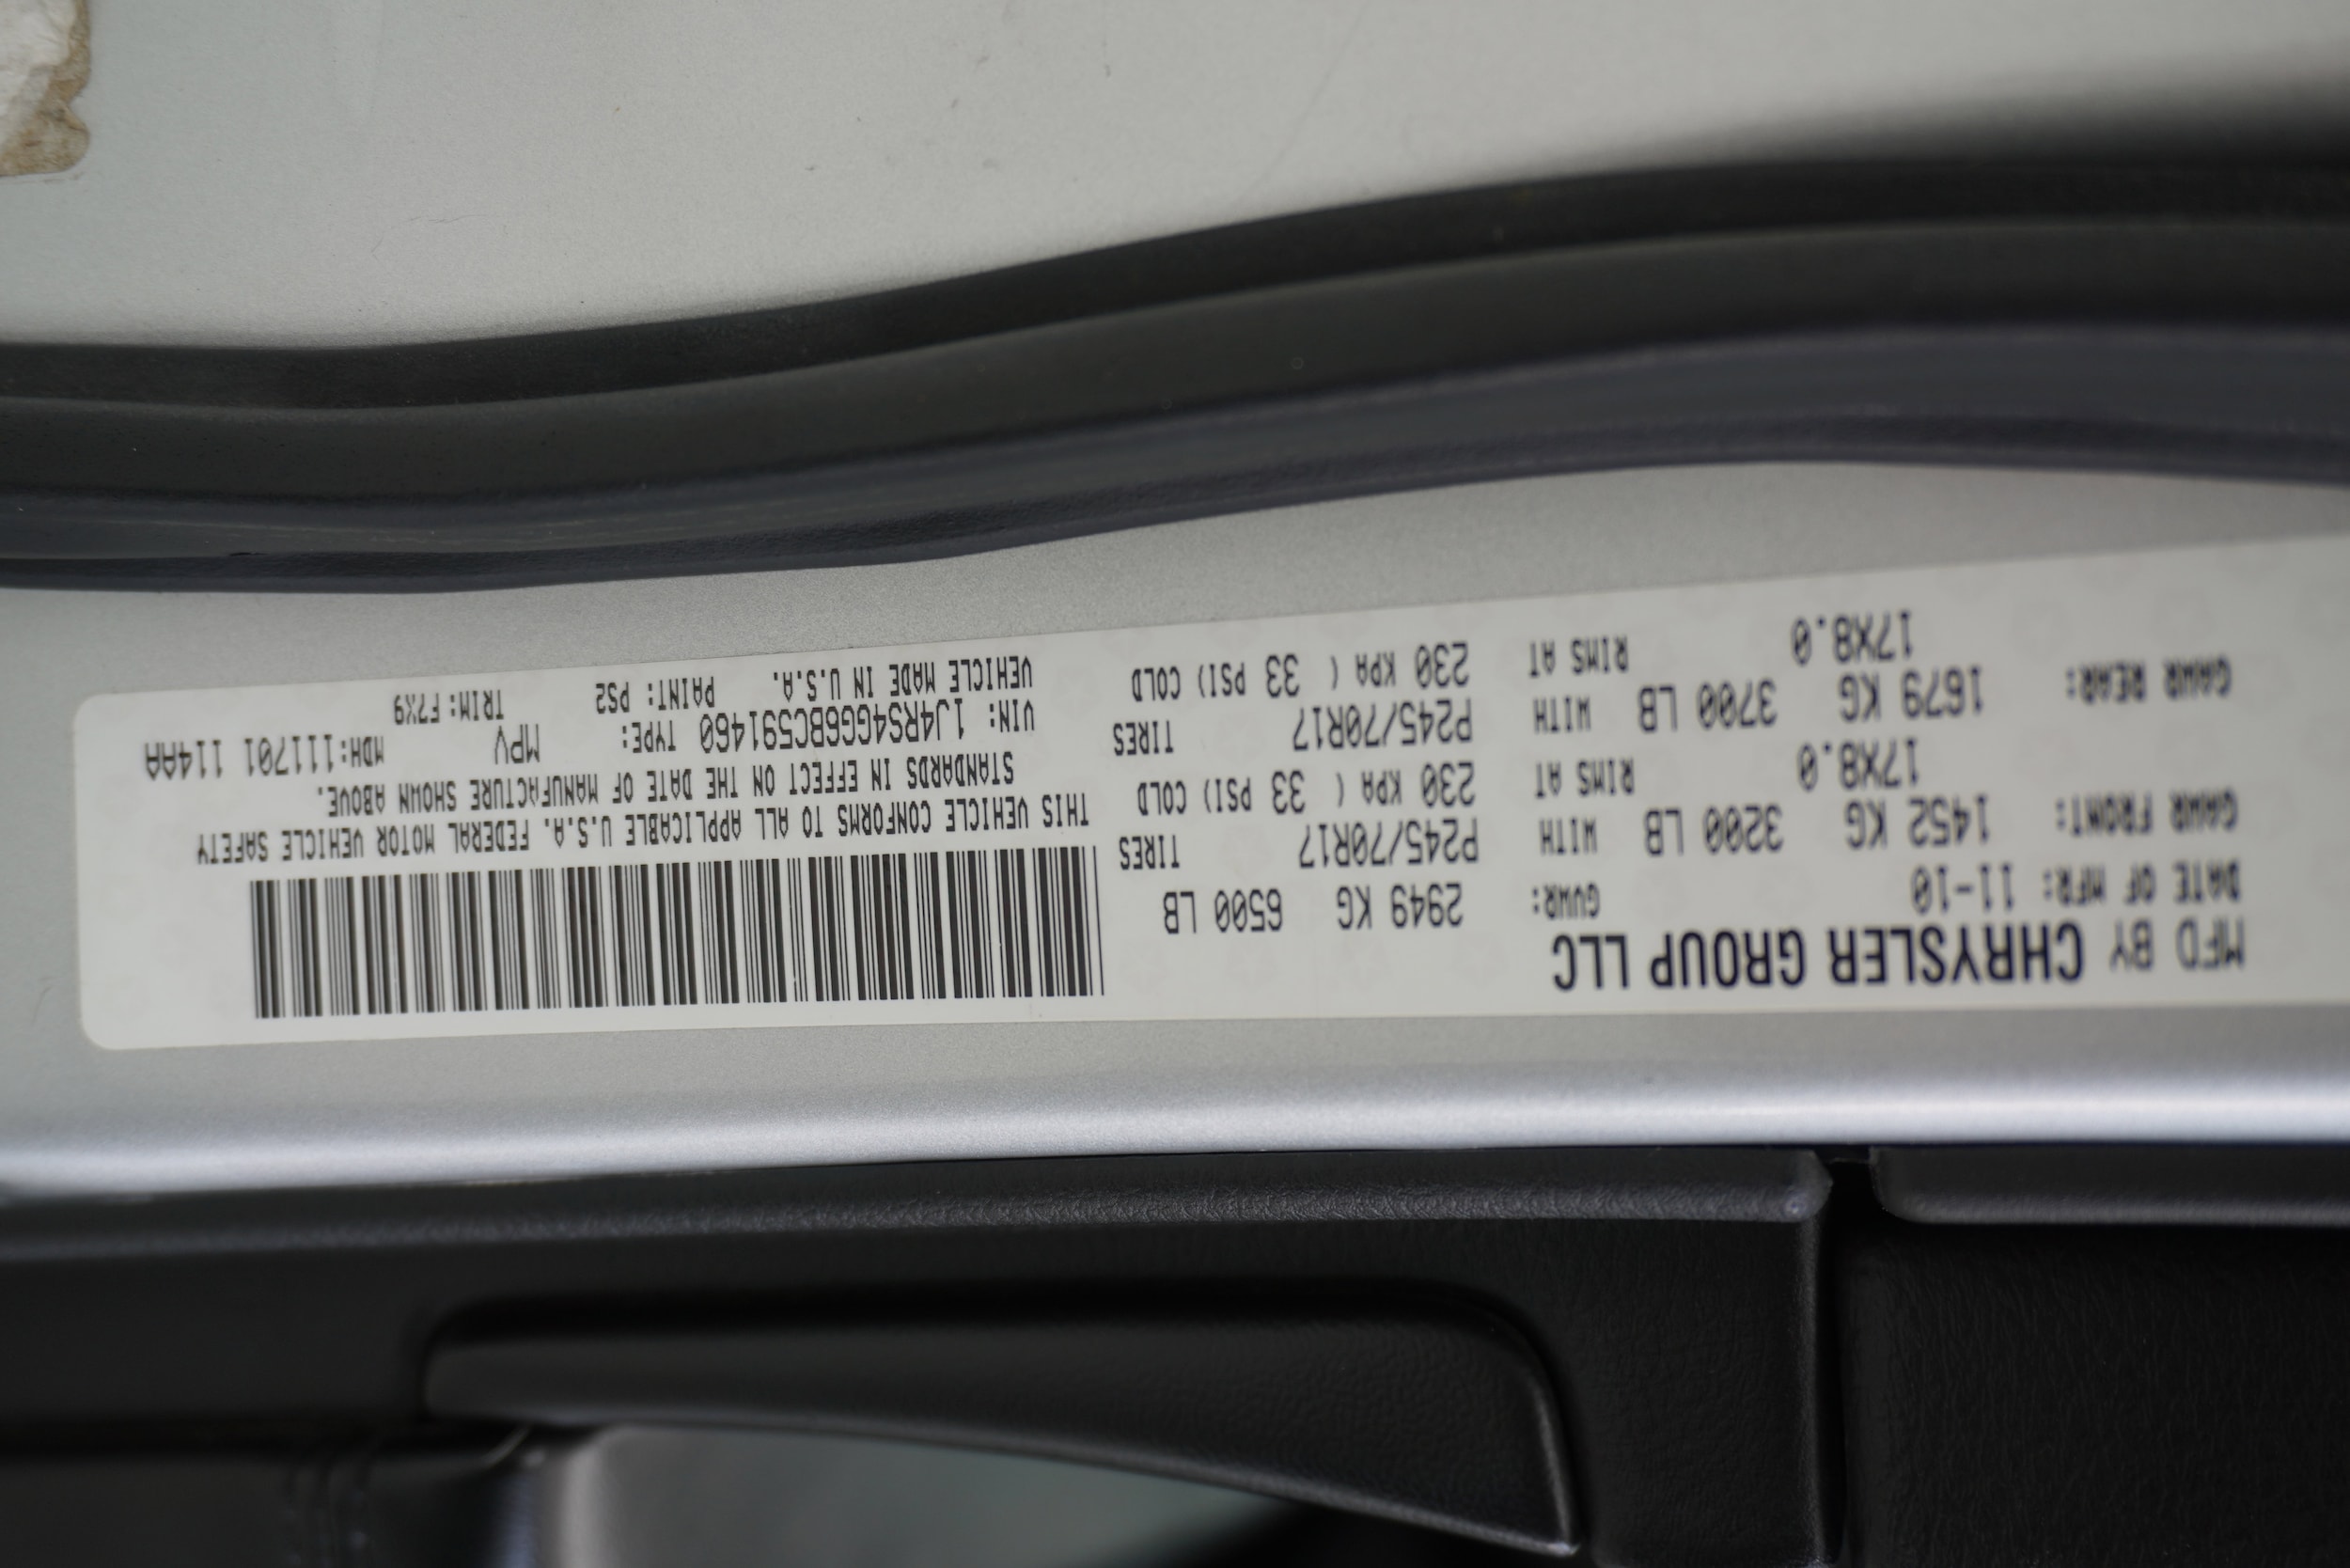 MFD BY CHRYSLER GROUP LLC
DATE OF MFR: 11-10 GVWR: 2949 KG 6500 LB
GAWR FRONT: 1452 KG 3200 LB WITH P245/70R17 TIRES
17X8.0 RIMS AT 230 KPA ( 33 PSI) COLD
GAWR REAR: 1679 KG 3700 LB WITH P245/70R17 TIRES
17X8.0 RIMS AT 230 KPA ( 33 PSI) COLD
THIS VEHICLE CONFORMS TO ALL APPLICABLE U.S.A. FEDERAL MOTOR VEHICLE SAFETY
STANDARDS IN EFFECT ON THE DATE OF MANUFACTURE SHOWN ABOVE.
VIN: 1J4RS4GG6BC591460 TYPE: MPV MDH:111701 114AA
VEHICLE MADE IN U.S.A. PAINT: PS2 TRIM:F7X9